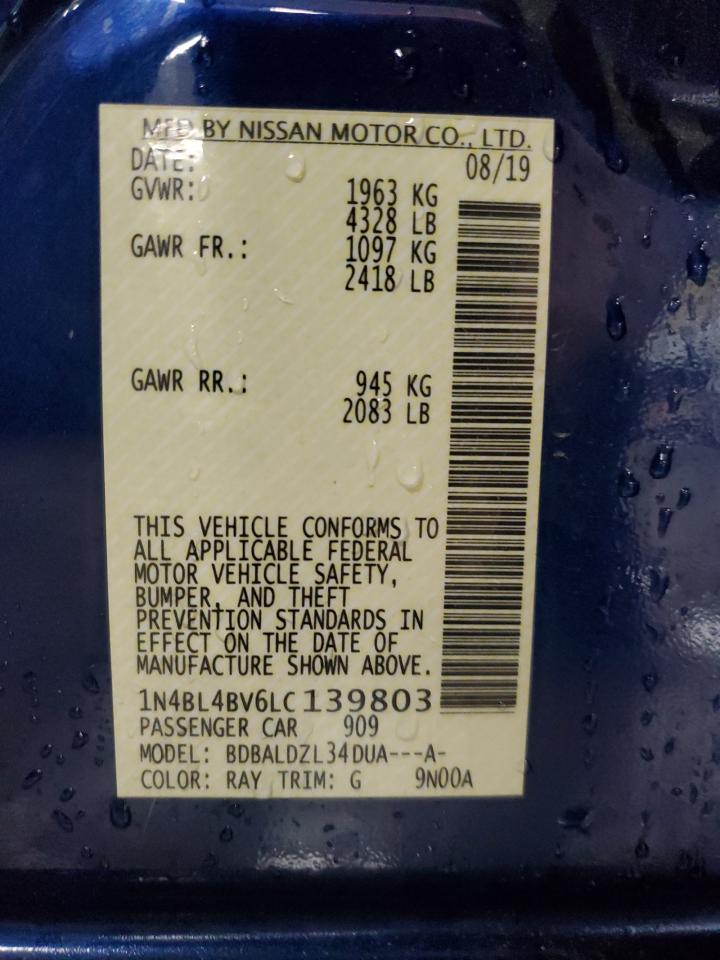 MFD BY NISSAN MOTOR CO., LTD.
DATE: 08/19
GVWR: 1963 KG
4328 LB
GAWR FR.: 1097 KG
2418 LB
GAWR RR.: 945 KG
2083 LB
THIS VEHICLE CONFORMS TO
ALL APPLICABLE FEDERAL
MOTOR VEHICLE SAFETY,
BUMPER, AND THEFT
PREVENTION STANDARDS IN
EFFECT ON THE DATE OF
MANUFACTURE SHOWN ABOVE.
1N4BL4BV6LC139803
PASSENGER CAR 909
MODEL: BDBALDZL34DUA---A-
COLOR: RAY TRIM: G 9N00A